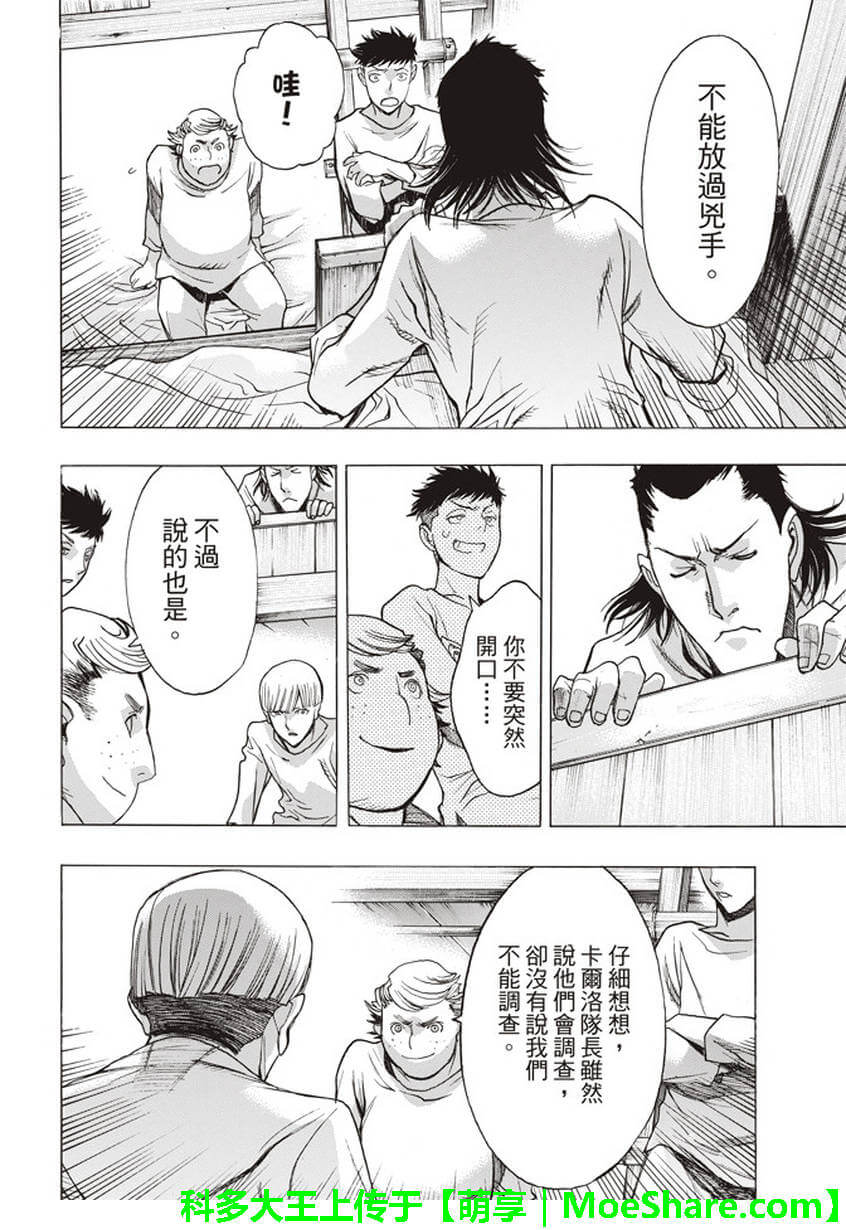 不能放過兇手。
哇！
你不要突然
開口……
不過
說的也是。
仔細想想，
卡爾洛隊長雖然
說他們會調查，
卻沒有說我們
不能調查。
科多大王上传于【萌享｜MoeShare.com】